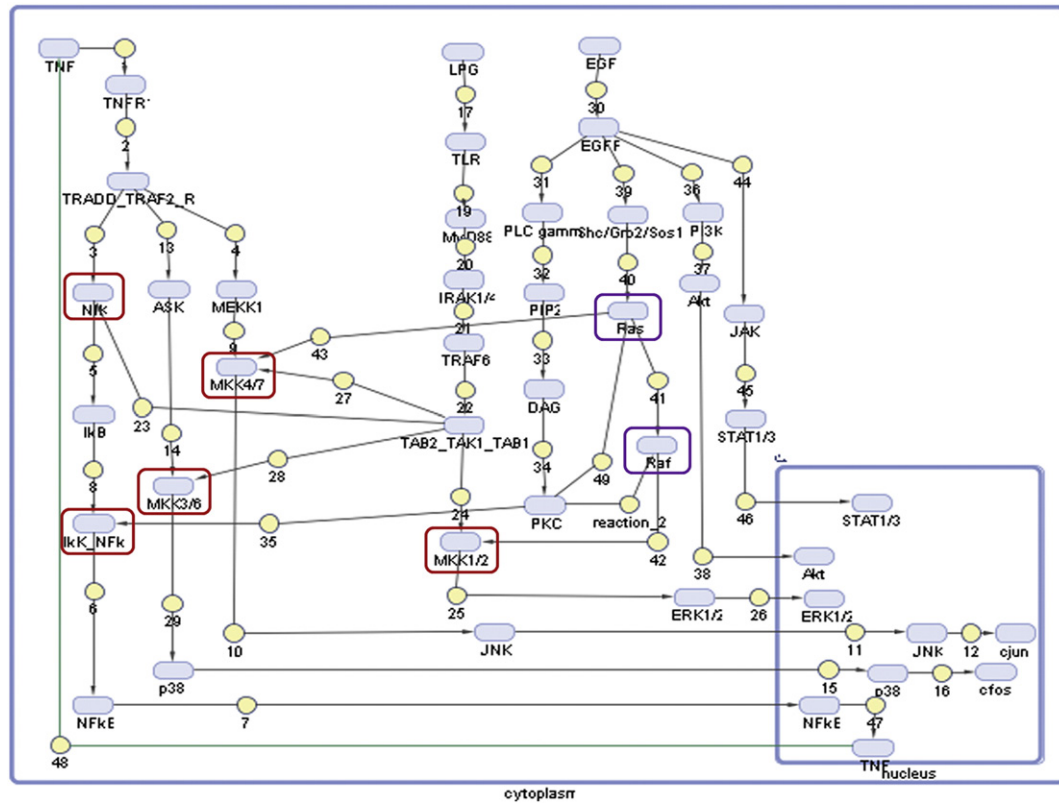 TNF
LPG
EGF
1
TNFR1
17
30
2
TLR
EGFF
31
39
36
44
TRADD_TRAF2_R
19
PLC gamm
Shc/Grb2/Sos1
PI3K
3
13
4
MyD88
20
32
40
37
Nik
ASK
MEKK1
IRAK1/4
PIP2
Ras
Akt
JAK
5
9
43
21
33
41
45
MKK4/7
27
TRAF6
22
DAG
STAT1/3
IkB
23
14
TAB2_TAK1_TAB1
34
49
Raf
8
28
24
MKK3/6
PKC
reaction_2
46
STAT1/3
IkK_NFk
35
MKK1/2
42
38
Akt
6
29
25
ERK1/2
26
ERK1/2
10
JNK
11
JNK
12
cjun
p38
15
p38
16
cfos
NFkE
7
NFkE
47
48
TNF
nucleus
cytoplasm